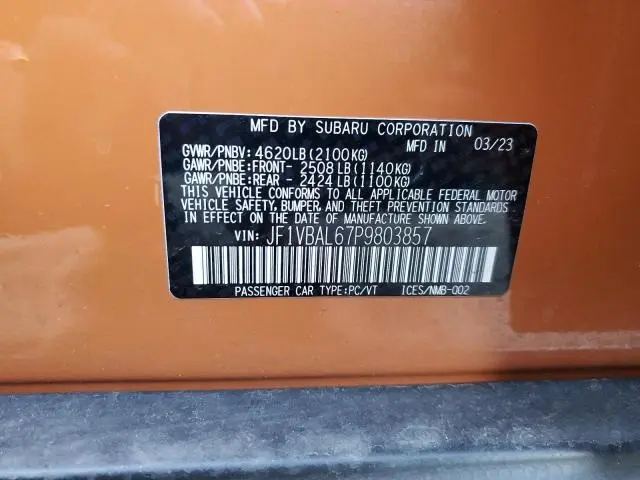 MFD BY SUBARU CORPORATION
GVWR/PNBV: 4620LB(2100KG) MFD IN 03/23
GAWR/PNBE:FRONT- 2508LB(1140KG)
GAWR/PNBE:REAR - 2424LB(1100KG)
THIS VEHICLE CONFORMS TO ALL APPLICABLE FEDERAL MOTOR
VEHICLE SAFETY, BUMPER, AND THEFT PREVENTION STANDARDS
IN EFFECT ON THE DATE OF MANUFACTURE SHOWN ABOVE.
VIN: JF1VBAL67P9803857
PASSENGER CAR TYPE:PC/VT ICES/NMB-002